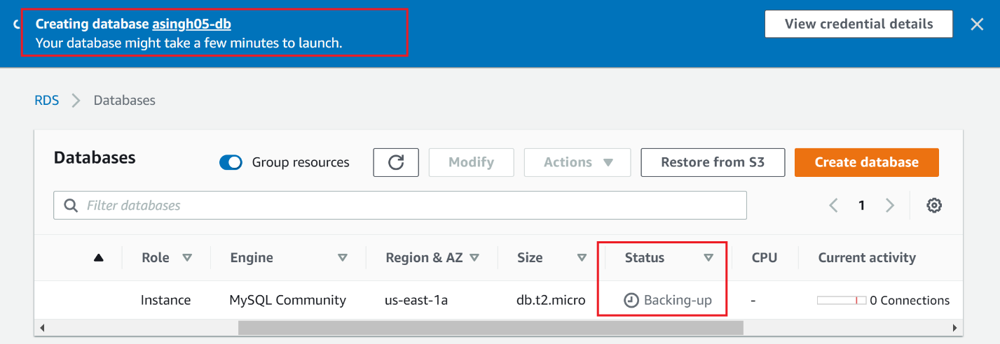 Creating database asingh05-db
View credential details
Your database might take a few minutes to launch.
RDS Databases
Databases
Group resources
Modify
Actions
Restore from S3
Create database
Filter databases
1
Role Engine Region & AZ Size Status CPU Current activity
Instance MySQL Community us-east-1a db.t2.micro Backing-up - 0 Connections